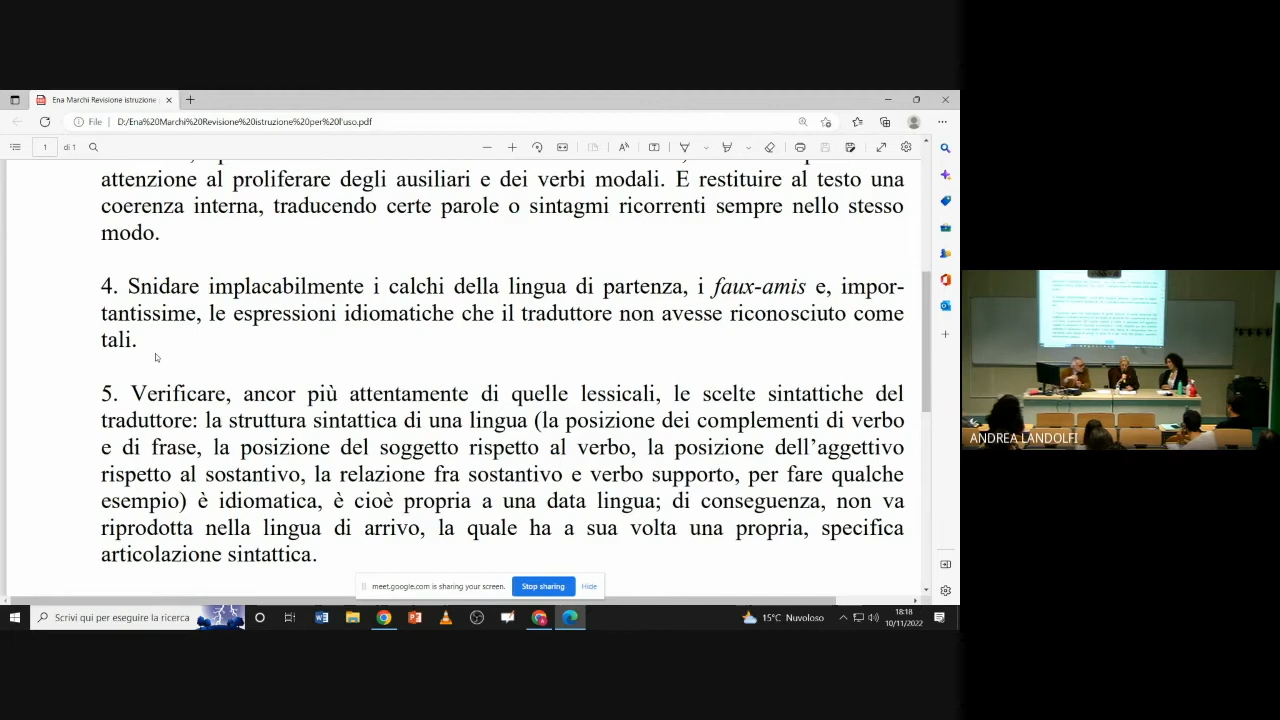 Ena Marchi Revisione istruzione
File
D:/Ena%20Marchi%20Revisione%20istruzione%20per%20l'uso.pdf
1 di 1
attenzione al proliferare degli ausiliari e dei verbi modali. E restituire al testo una
coerenza interna, traducendo certe parole o sintagmi ricorrenti sempre nello stesso
modo.
4. Snidare implacabilmente i calchi della lingua di partenza, i faux-amis e, impor-
tantissime, le espressioni idiomatiche che il traduttore non avesse riconosciuto come
tali.
5. Verificare, ancor più attentamente di quelle lessicali, le scelte sintattiche del
traduttore: la struttura sintattica di una lingua (la posizione dei complementi di verbo
e di frase, la posizione del soggetto rispetto al verbo, la posizione dell’aggettivo
rispetto al sostantivo, la relazione fra sostantivo e verbo supporto, per fare qualche
esempio) è idiomatica, è cioè propria a una data lingua; di conseguenza, non va
riprodotta nella lingua di arrivo, la quale ha a sua volta una propria, specifica
articolazione sintattica.
meet.google.com is sharing your screen. Stop sharing Hide
Scrivi qui per eseguire la ricerca
15°C Nuvoloso
18:18
10/11/2022
ANDREA LANDOLFI